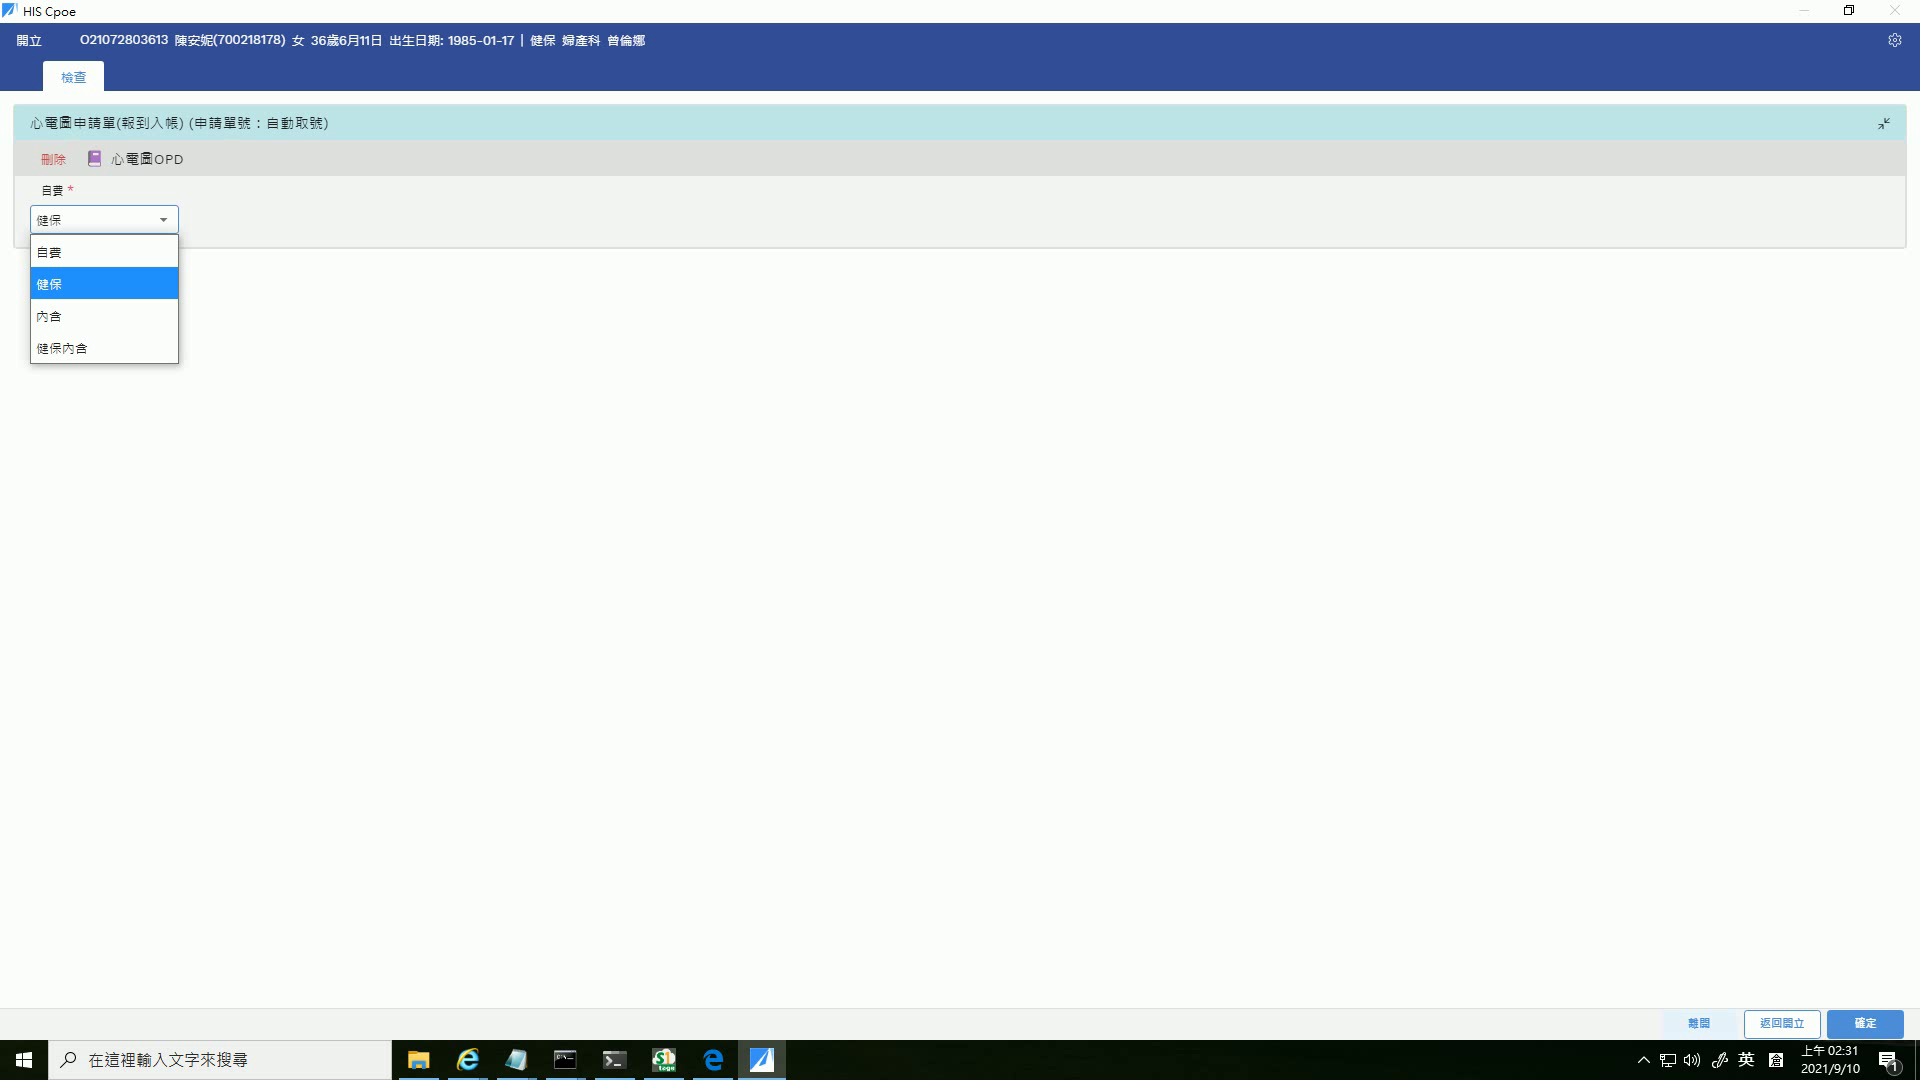 HIS Cpoe
開立 O21072803613 陳安妮(700218178) 女 36歲6月11日 出生日期: 1985-01-17 | 健保 婦產科 曾倫娜
檢查
心電圖申請單(報到入帳) (申請單號：自動取號)
刪除 心電圖OPD
自費 *
健保
自費
健保
內含
健保內含
離開 返回開立 確定
在這裡輸入文字來搜尋
英
上午 02:31
2021/9/10
1